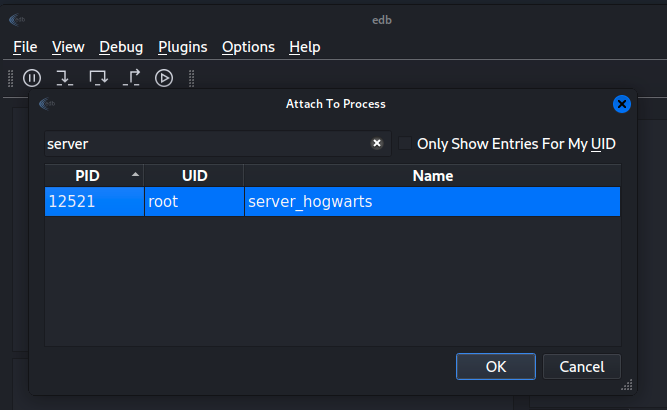 edb
File View Debug Plugins Options Help
Attach To Process
server
Only Show Entries For My UID
PID UID Name
12521 root server_hogwarts
OK Cancel